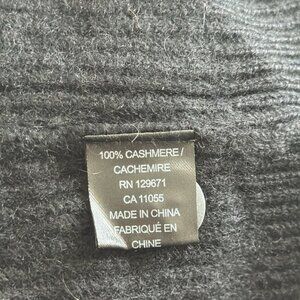 100% CASHMERE /
CACHEMIRE
RN 129671
CA 11055
MADE IN CHINA
FABRIQUÉ EN
CHINE